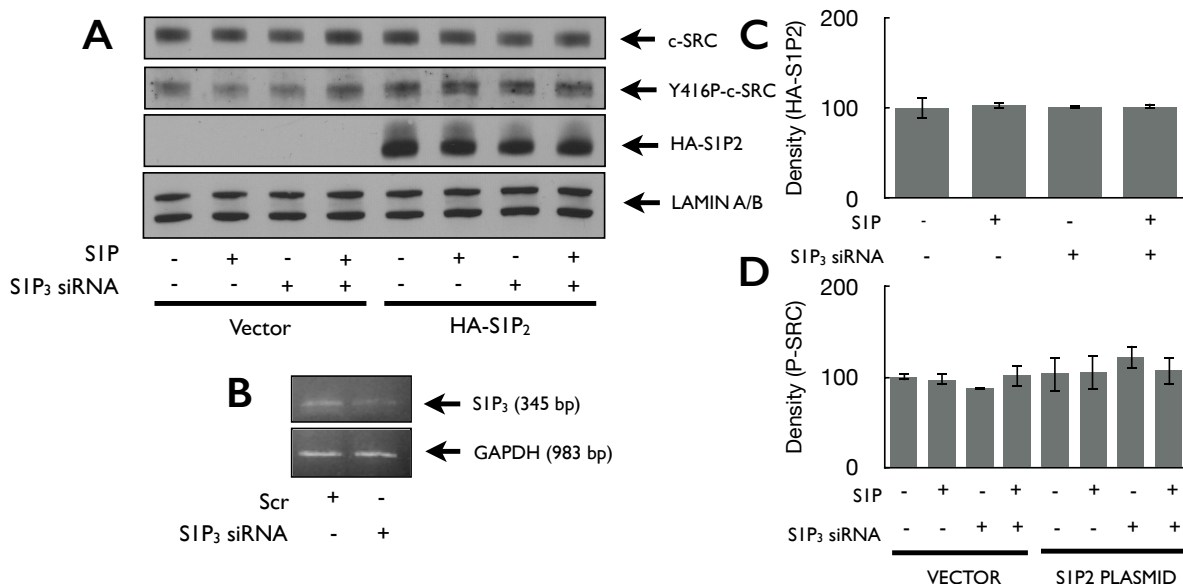 A
c-SRC
Y416P-c-SRC
HA-S1P2
LAMIN A/B
S1P - + - + - + - +
S1P₃ siRNA - - + + - - + +
Vector HA-S1P₂
B
S1P₃ (345 bp)
GAPDH (983 bp)
Scr + -
S1P₃ siRNA - +
C
Density (HA-S1P2)
200
100
0
S1P - + - +
S1P₃ siRNA - - + +
D
Density (P-SRC)
200
100
0
S1P - + - + - + - +
S1P₃ siRNA - - + + - - + +
VECTOR S1P2 PLASMID